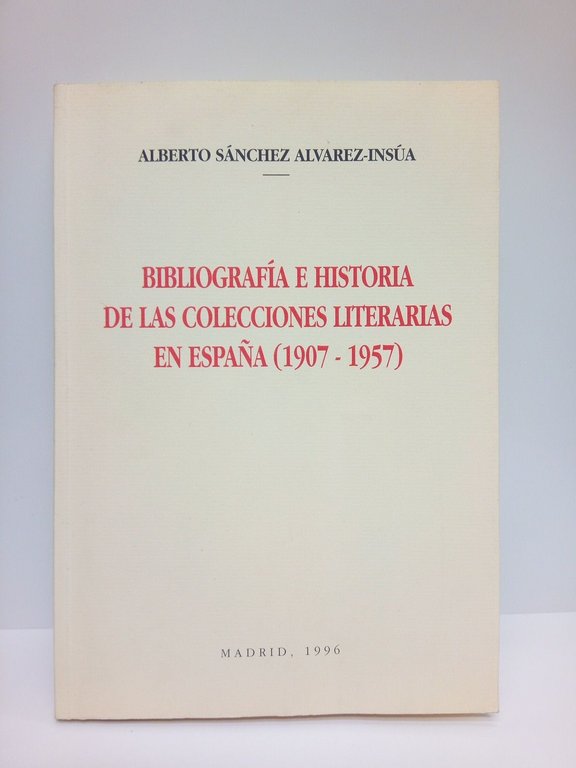 ALBERTO SÁNCHEZ ALVAREZ-INSÚA
BIBLIOGRAFÍA E HISTORIA
DE LAS COLECCIONES LITERARIAS
EN ESPAÑA (1907 - 1957)
MADRID, 1996